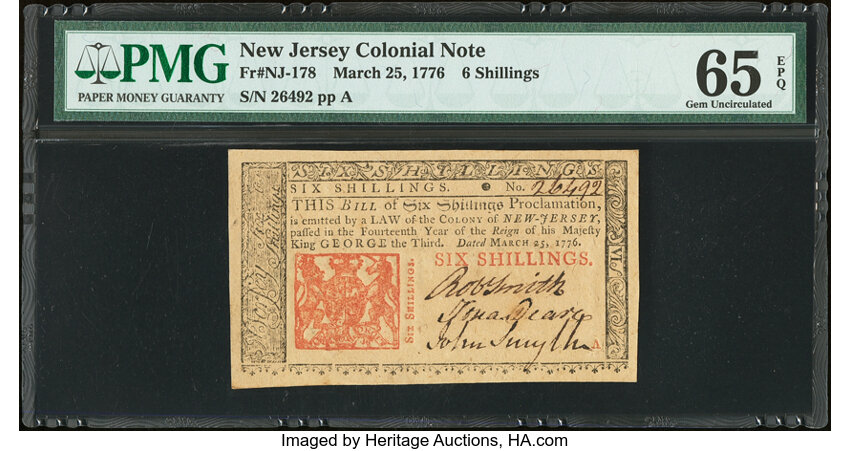 PMG
PAPER MONEY GUARANTY
New Jersey Colonial Note
Fr#NJ-178 March 25, 1776 6 Shillings
S/N 26492 pp A
65
EPQ
Gem Uncirculated
SIX SHILLINGS
SIX SHILLINGS. No. 26492
THIS BILL of Six Shillings Proclamation,
is emitted by a LAW of the COLONY of NEW-JERSEY,
passed in the Fourteenth Year of the Reign of his Majesty
King GEORGE the Third. Dated MARCH 25, 1776.
SIX SHILLINGS.
SIX SHILLINGS.
Rob Smith
John Smyth
A
VI
Imaged by Heritage Auctions, HA.com